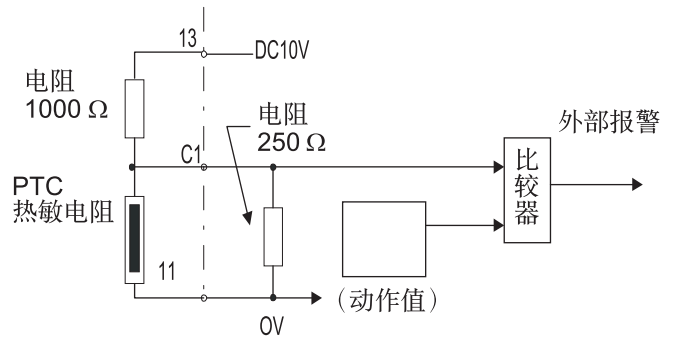 13
DC10V
电阻
1000 Ω
电阻
250 Ω
外部报警
C1
比较器
PTC
热敏电阻
11
(动作值)
0V